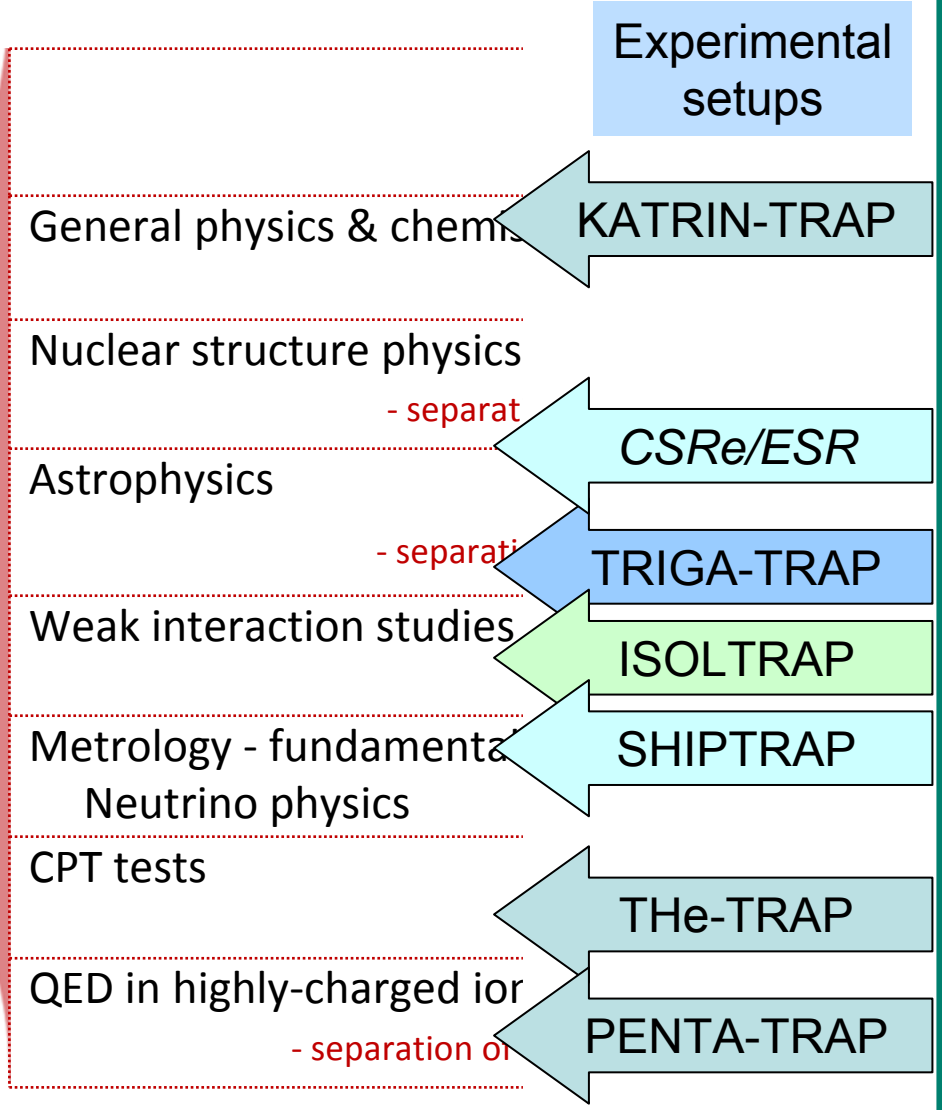 Experimental
setups
General physics & chemis
KATRIN-TRAP
Nuclear structure physics
- separat
CSRe/ESR
Astrophysics
- separati
TRIGA-TRAP
Weak interaction studies
ISOLTRAP
Metrology - fundamenta
SHIPTRAP
Neutrino physics
CPT tests
THe-TRAP
QED in highly-charged ion
PENTA-TRAP
- separation of